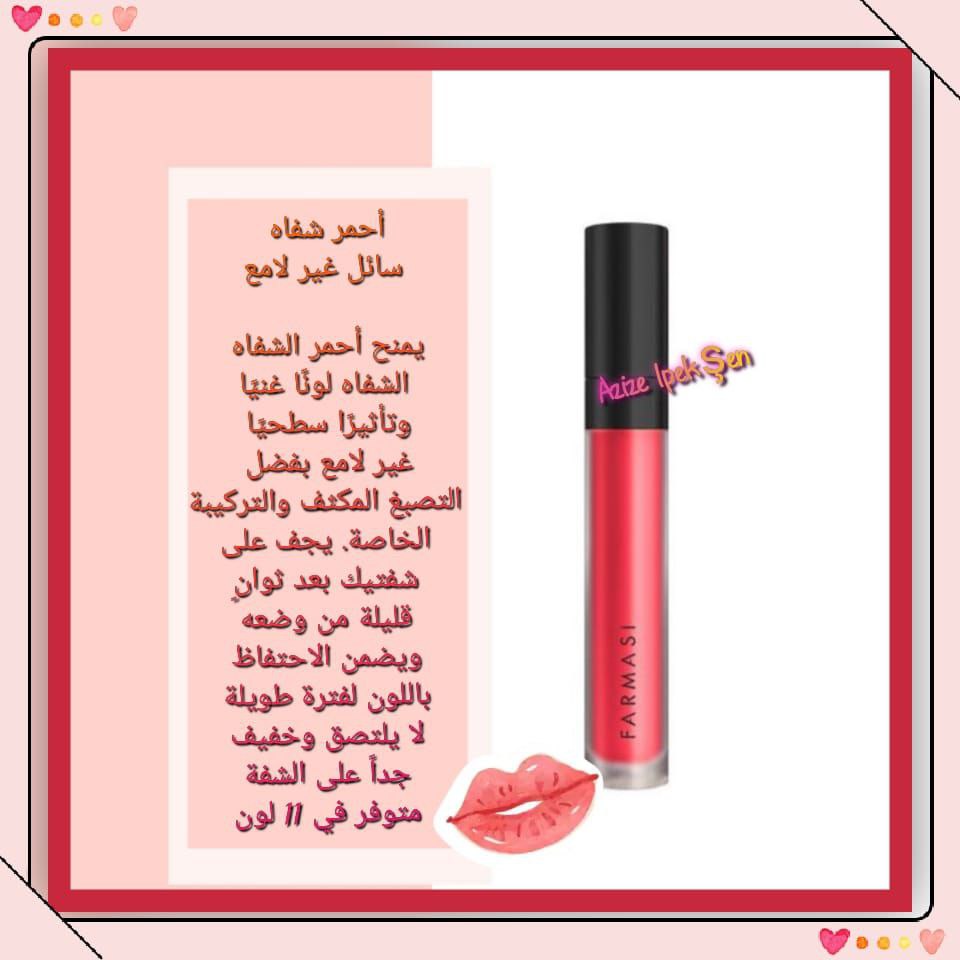 أحمر شفاه
سائل غير لامع
يمنح أحمر الشفاه
الشفاه لونًا غنيًا
وتأثيرًا سطحيًا
غير لامع بفضل
التصبغ المكثف والتركيبة
الخاصة. يجف على
شفتيك بعد ثوانٍ
قليلة من وضعه
ويضمن الاحتفاظ
باللون لفترة طويلة
لا يلتصق وخفيف
جداً على الشفة
متوفر في 11 لون
Azize Ipek Şen
FARMASI